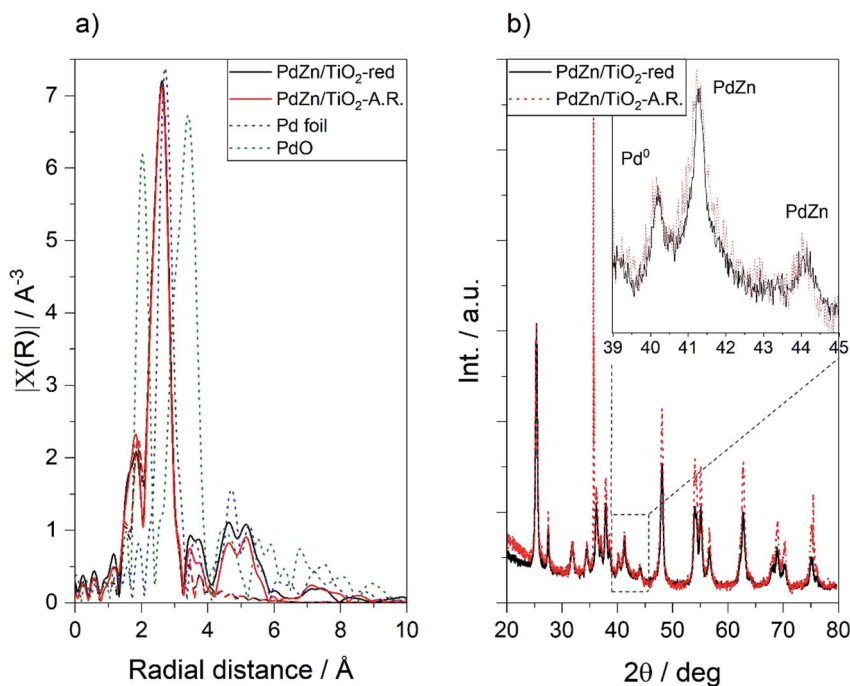 a)
PdZn/TiO₂-red
PdZn/TiO₂-A.R.
Pd foil
PdO
7
6
5
4
3
2
1
0
|X(R)| / A⁻³
0 2 4 6 8 10
Radial distance / Å
b)
PdZn/TiO₂-red
PdZn/TiO₂-A.R.
PdZn
Pd⁰
PdZn
39 40 41 42 43 44 45
Int. / a.u.
20 30 40 50 60 70 80
2θ / deg